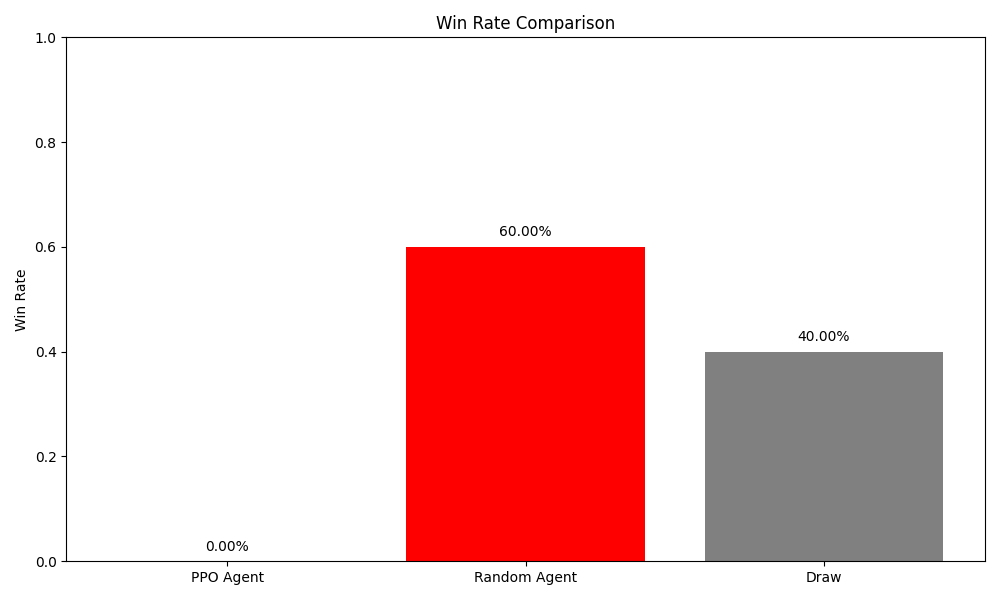 Win Rate Comparison
1.0
0.8
0.6
0.4
0.2
0.0
Win Rate
0.00%
60.00%
40.00%
PPO Agent
Random Agent
Draw